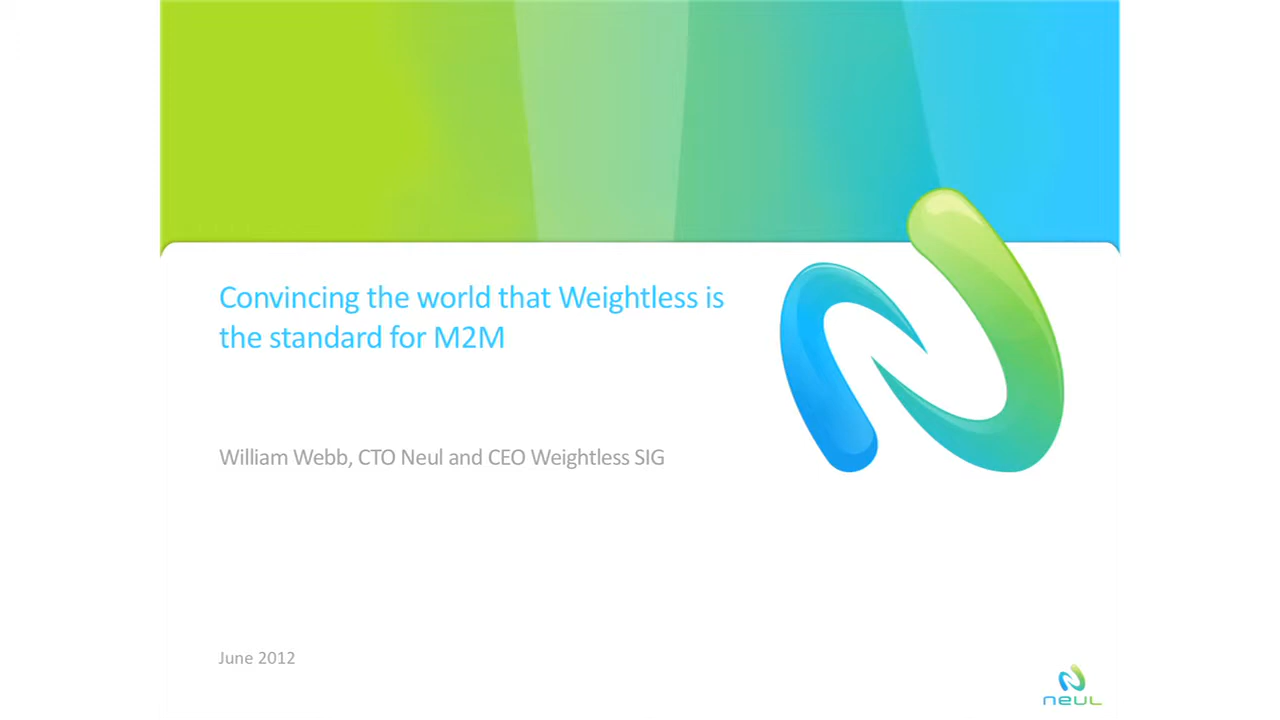 Convincing the world that Weightless is
the standard for M2M
William Webb, CTO Neul and CEO Weightless SIG
June 2012
neul